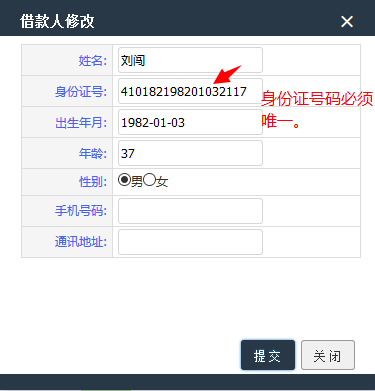 借款人修改
姓名: 刘闯
身份证号: 410182198201032117
身份证号码必须
唯一。
出生年月: 1982-01-03
年龄: 37
性别: 男 女
手机号码:
通讯地址:
提交 关闭